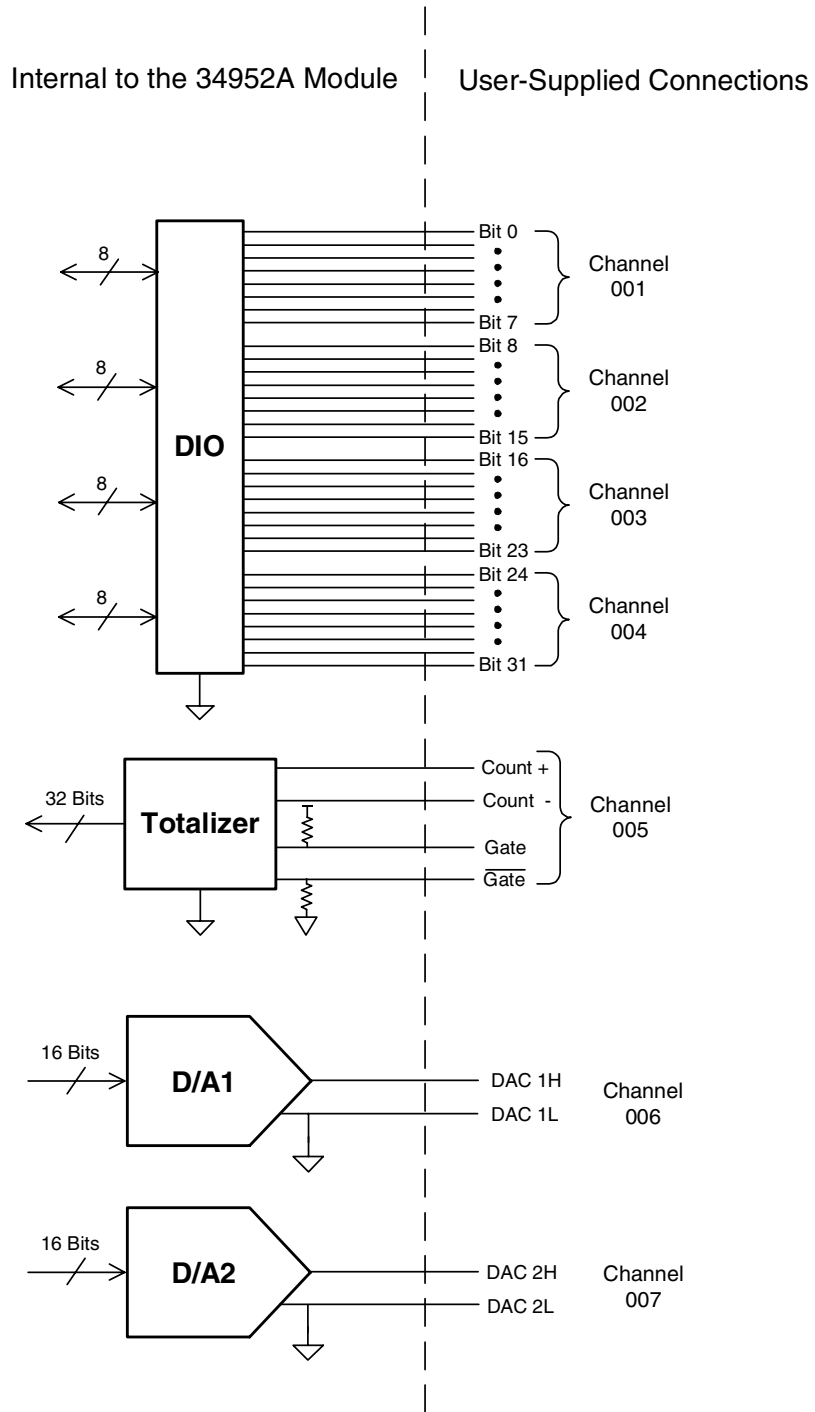 Internal to the 34952A Module
User-Supplied Connections
8
Bit 0
Bit 7
Channel
001
8
Bit 8
Bit 15
Channel
002
DIO
8
Bit 16
Bit 23
Channel
003
8
Bit 24
Bit 31
Channel
004
32 Bits
Totalizer
Count +
Count -
Gate
Gate
Channel
005
16 Bits
D/A1
DAC 1H
DAC 1L
Channel
006
16 Bits
D/A2
DAC 2H
DAC 2L
Channel
007